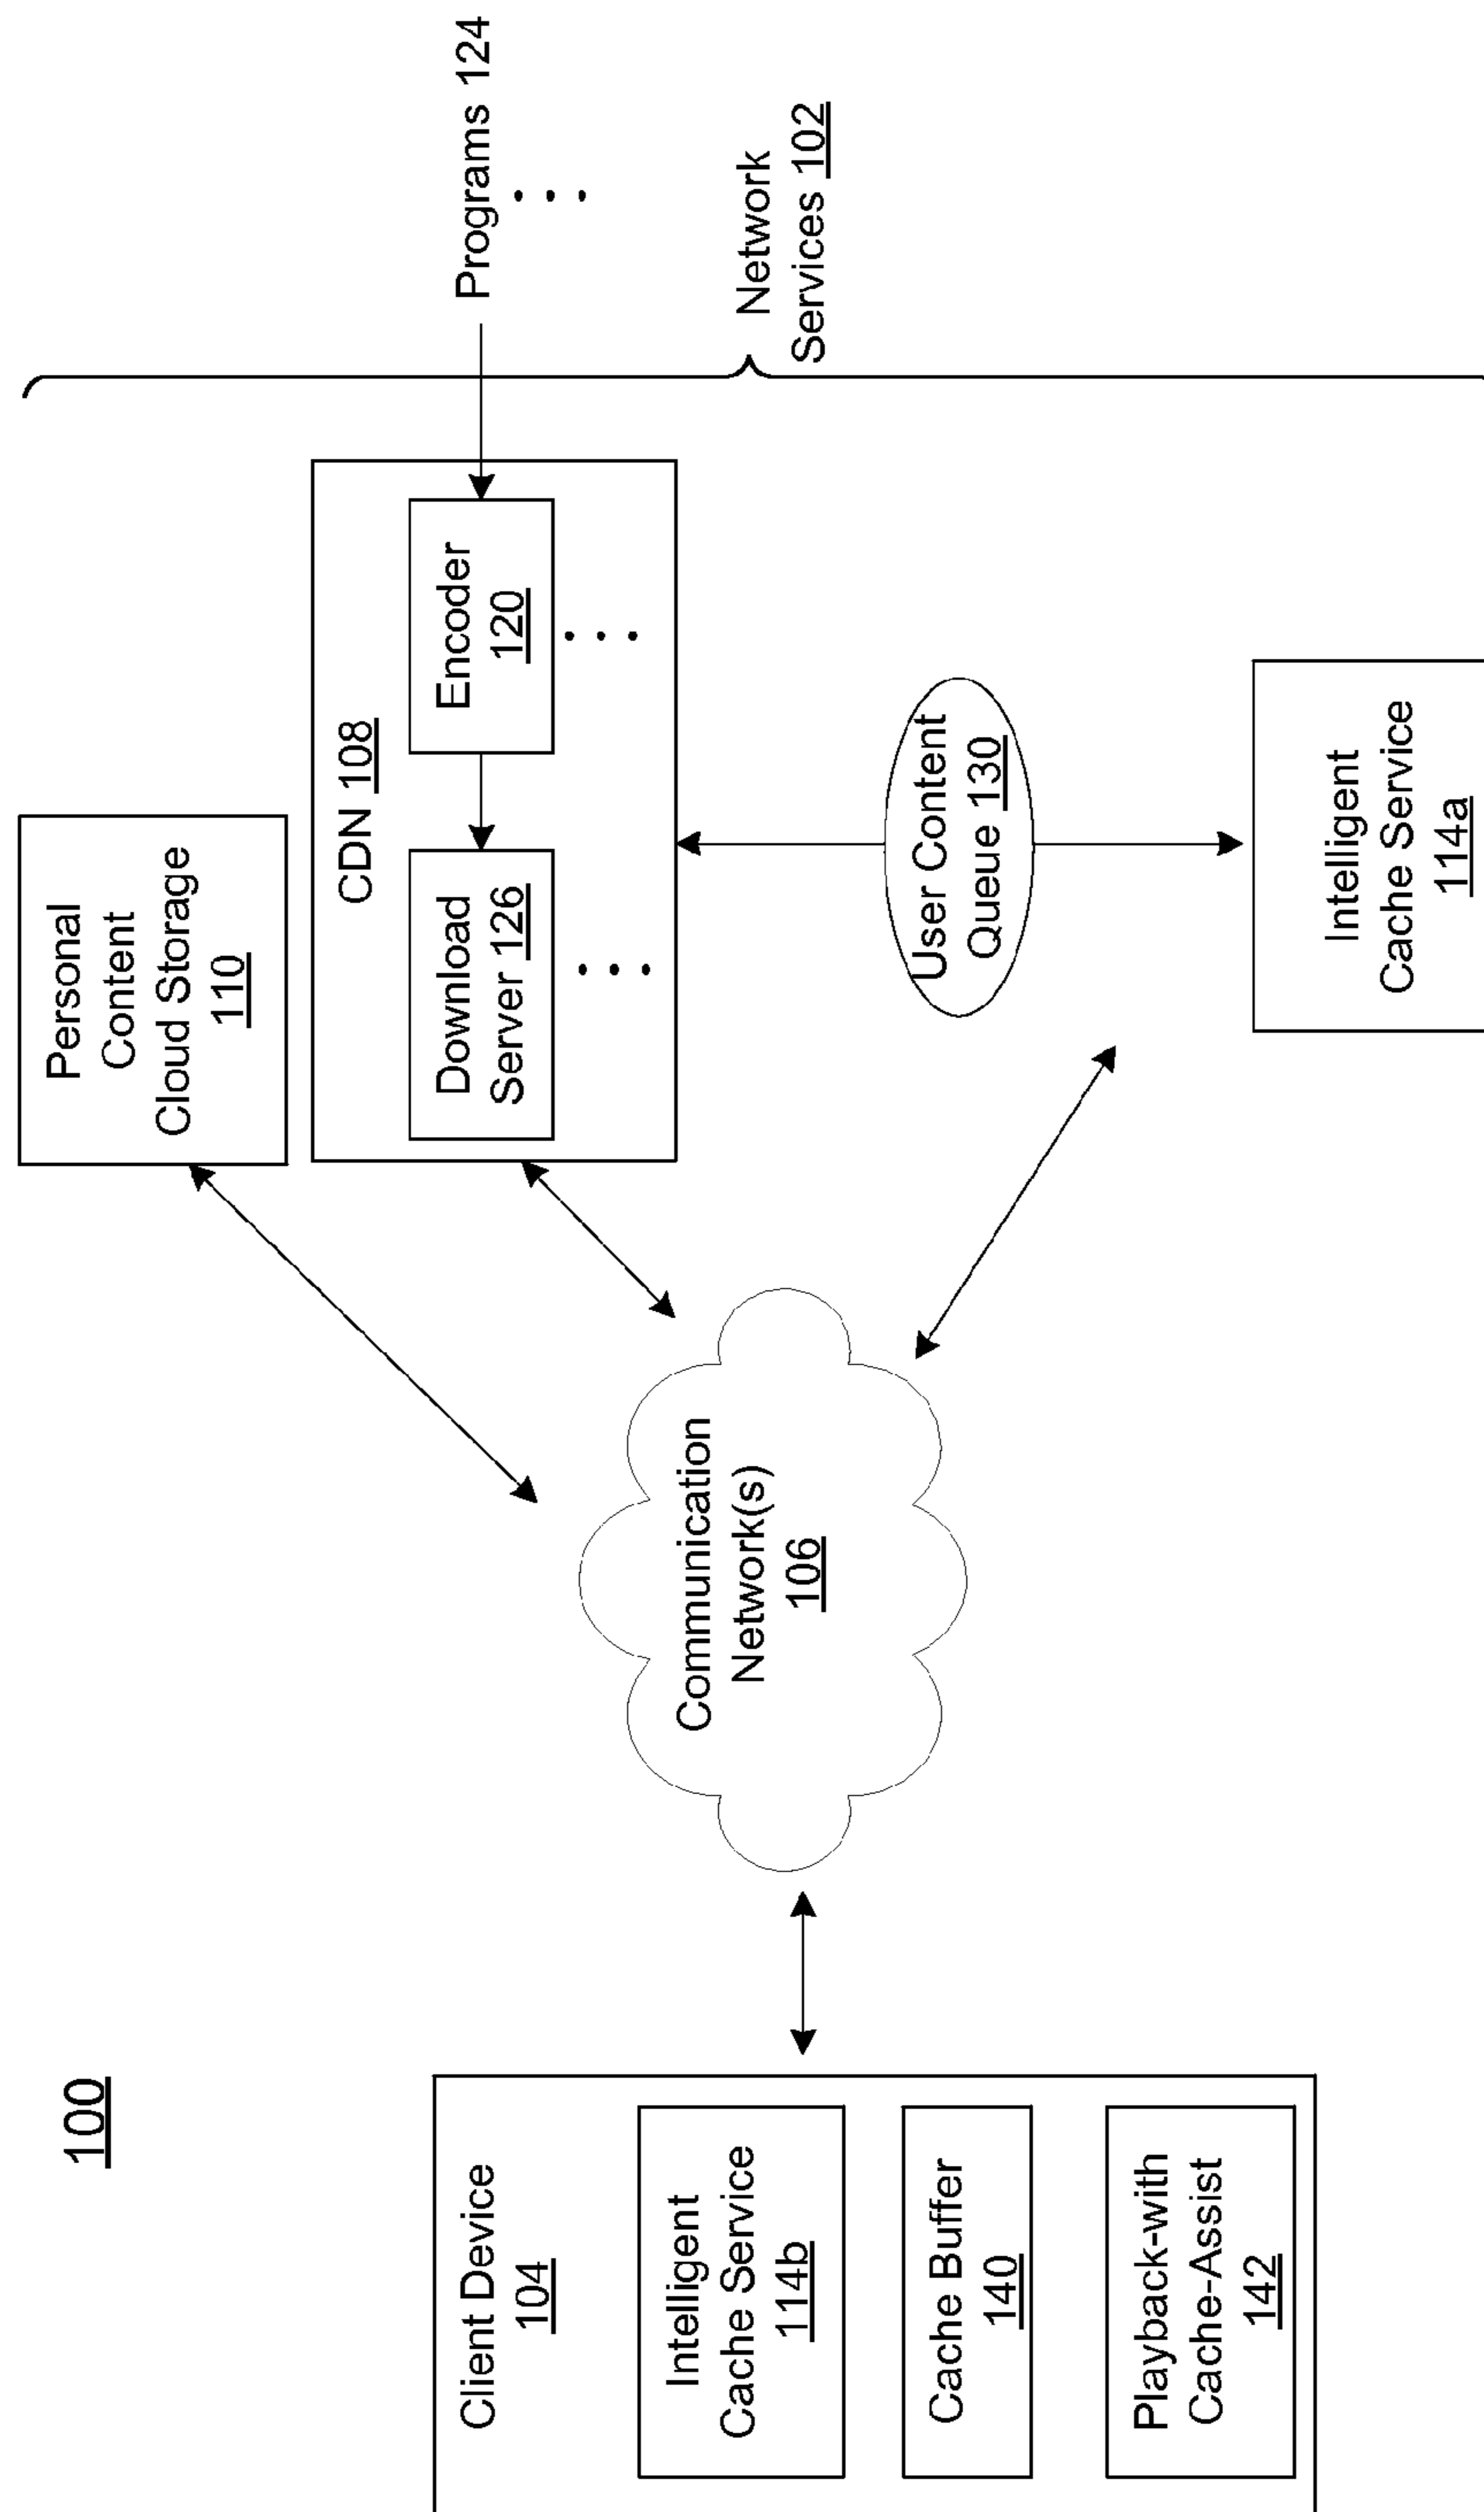 100
Client Device
104
Intelligent
Cache Service
114b
Cache Buffer
140
Playback-with
Cache-Assist
142
Communication
Network(s)
106
Personal
Content
Cloud Storage
110
CDN 108
Download
Server 126
Encoder
120
Programs 124
Network
Services 102
User Content
Queue 130
Intelligent
Cache Service
114a